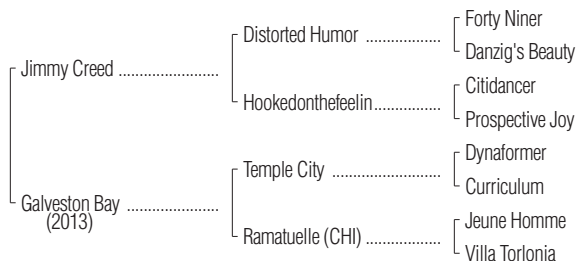 Forty Niner
Distorted Humor ..................
Danzig's Beauty
Jimmy Creed ........................
Citidancer
Hookedonthefeelin................
Prospective Joy
Dynaformer
Temple City ..........................
Curriculum
Galveston Bay ......................
(2013)
Jeune Homme
Ramatuelle (CHI) ..................
Villa Torlonia